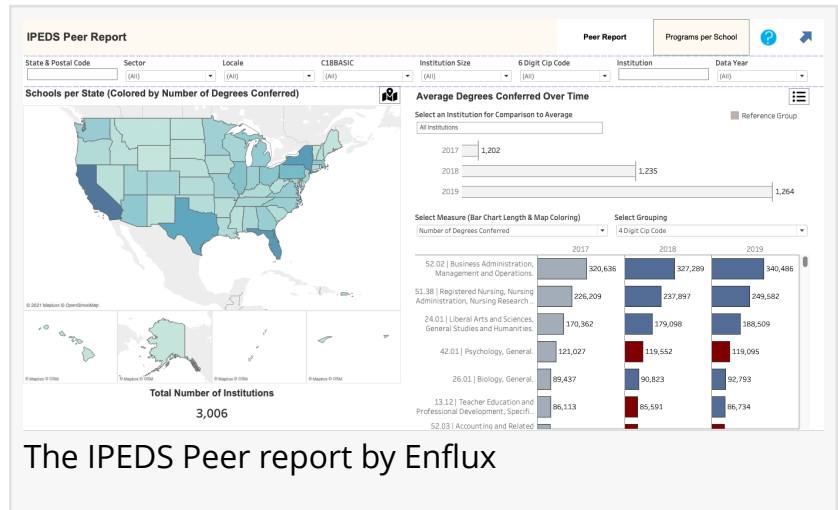 IPEDS Peer Report
Peer Report
Programs per School
?
State & Postal Code
Sector
Locale
C18BASIC
Institution Size
6 Digit Cip Code
Institution
Data Year
(All)
(All)
(All)
(All)
(All)
(All)
Schools per State (Colored by Number of Degrees Conferred)
© 2021 Mapbox © OpenStreetMap
© Mapbox © OSM
© Mapbox © OSM
© Mapbox © OSM
© Mapbox © OSM
Total Number of Institutions
3,006
Average Degrees Conferred Over Time
Select an Institution for Comparison to Average
Reference Group
All Institutions
2017 1,202
2018 1,235
2019 1,264
Select Measure (Bar Chart Length & Map Coloring)
Select Grouping
Number of Degrees Conferred
4 Digit Cip Code
2017 2018 2019
52.02 | Business Administration,
Management and Operations.
320,636 327,289 340,486
51.38 | Registered Nursing, Nursing
Administration, Nursing Research ..
226,209 237,897 249,582
24.01 | Liberal Arts and Sciences,
General Studies and Humanities.
170,362 179,098 188,509
42.01 | Psychology, General.
121,027 119,552 119,095
26.01 | Biology, General.
89,437 90,823 92,793
13.12 | Teacher Education and
Professional Development, Specifi..
86,113 85,591 86,734
52.03 | Accounting and Related
The IPEDS Peer report by Enflux